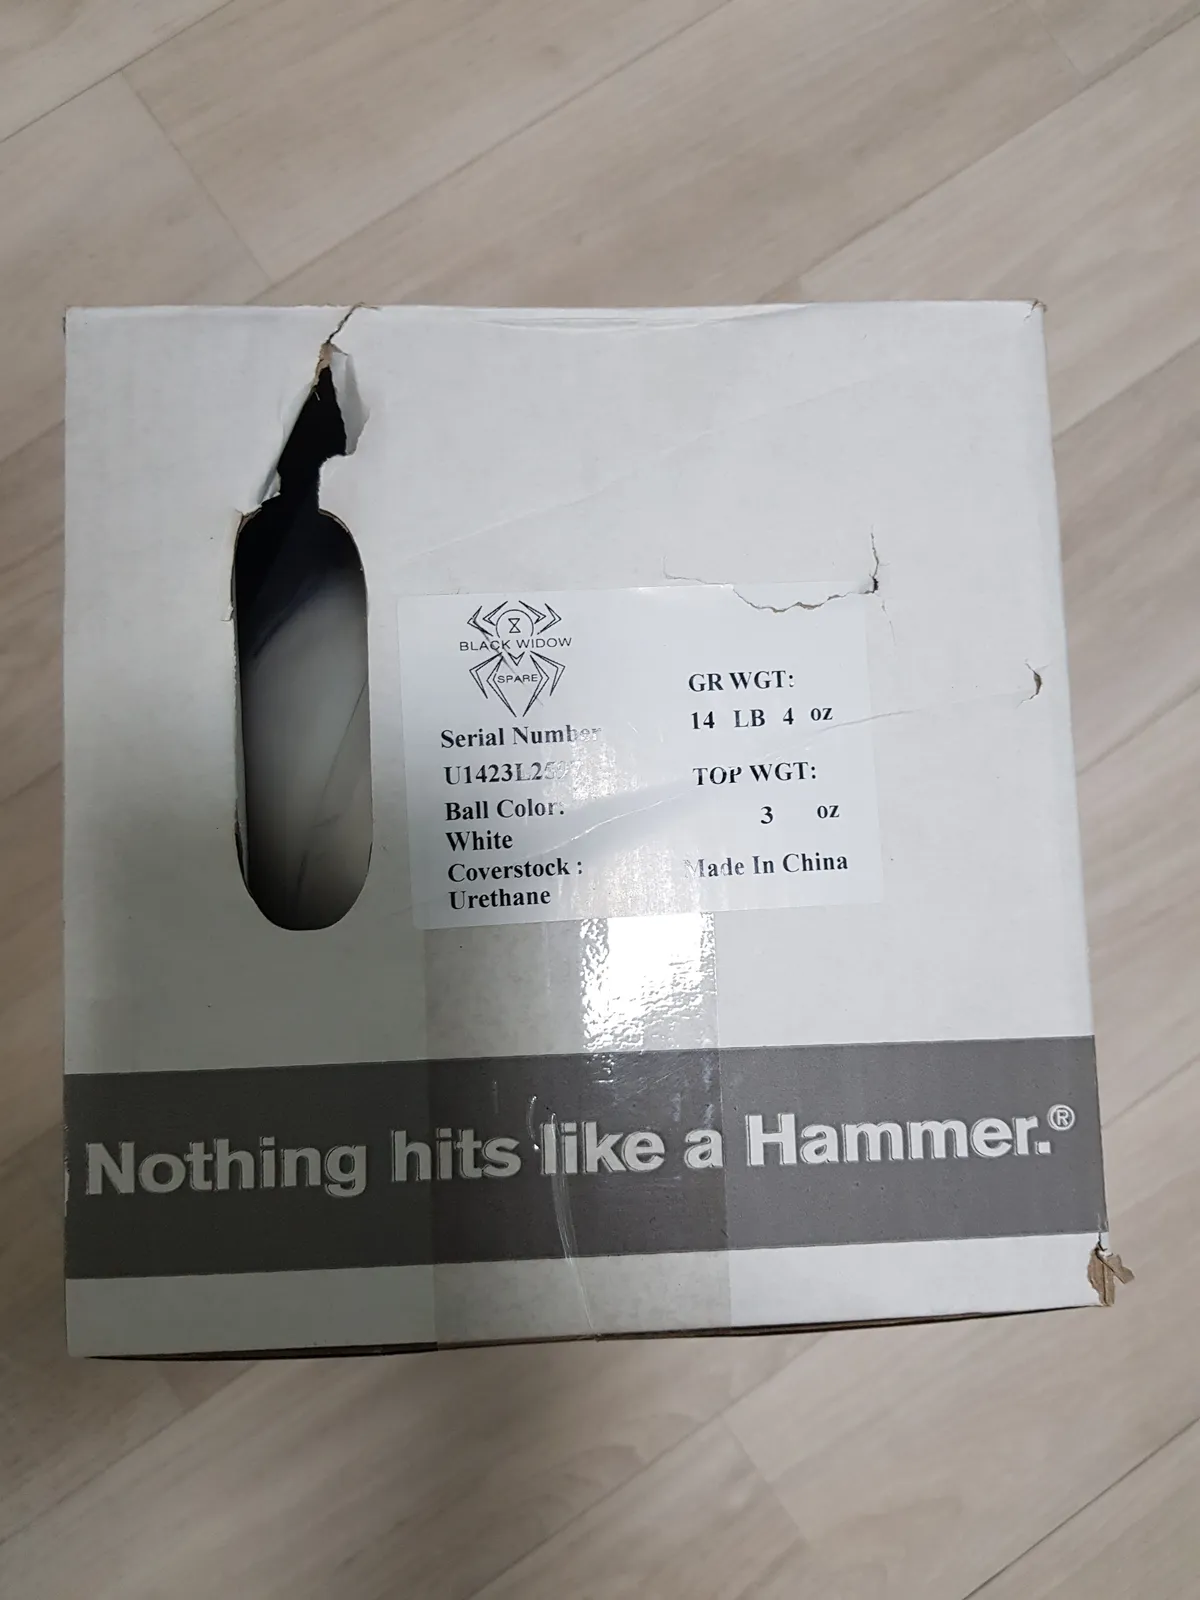 BLACK WIDOW
SPARE
Serial Number
Ball Color:
White
Coverstock :
Urethane
GR WGT:
14 LB 4 oz
TOP WGT:
3 oz
Made In China
Nothing hits like a Hammer.®